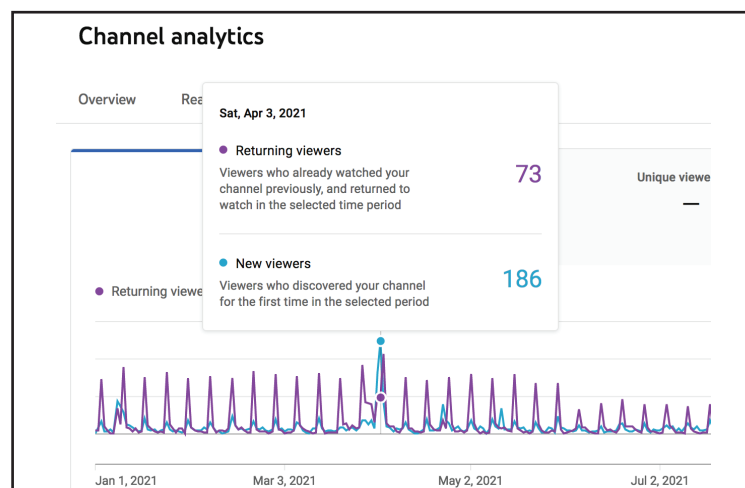 Channel analytics
Overview
Rea
Sat, Apr 3, 2021
Returning viewers
Viewers who already watched your
channel previously, and returned to
watch in the selected time period
73
Unique viewe
—
New viewers
Viewers who discovered your channel
for the first time in the selected period
186
Returning viewe
Jan 1, 2021
Mar 3, 2021
May 2, 2021
Jul 2, 2021